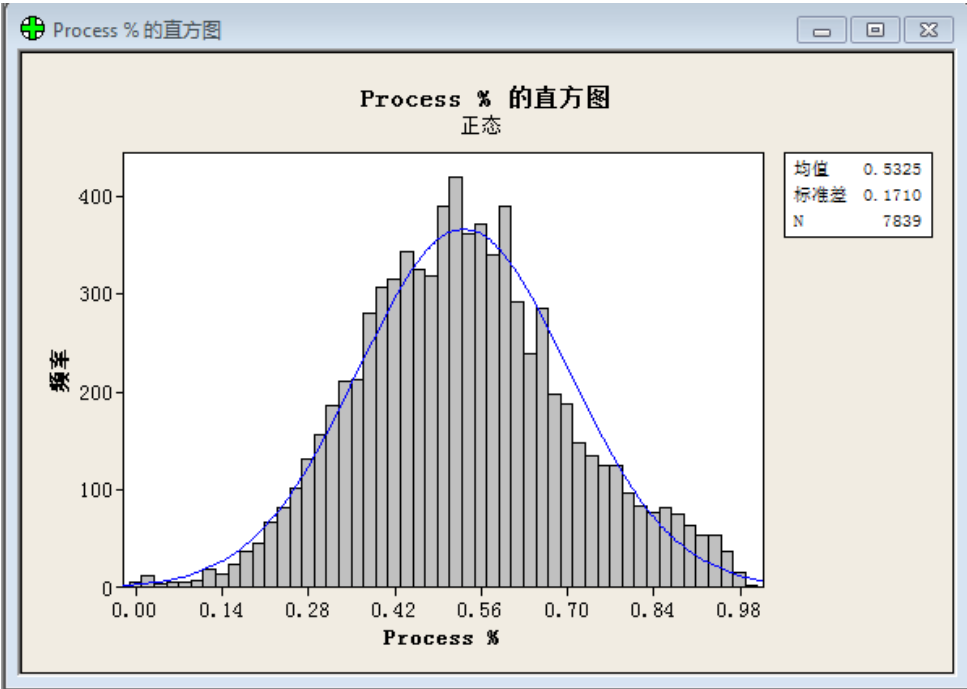 Process % 的直方图
Process % 的直方图
正态
均值 0.5325
标准差 0.1710
N 7839
频率
400
300
200
100
0
0.00 0.14 0.28 0.42 0.56 0.70 0.84 0.98
Process %